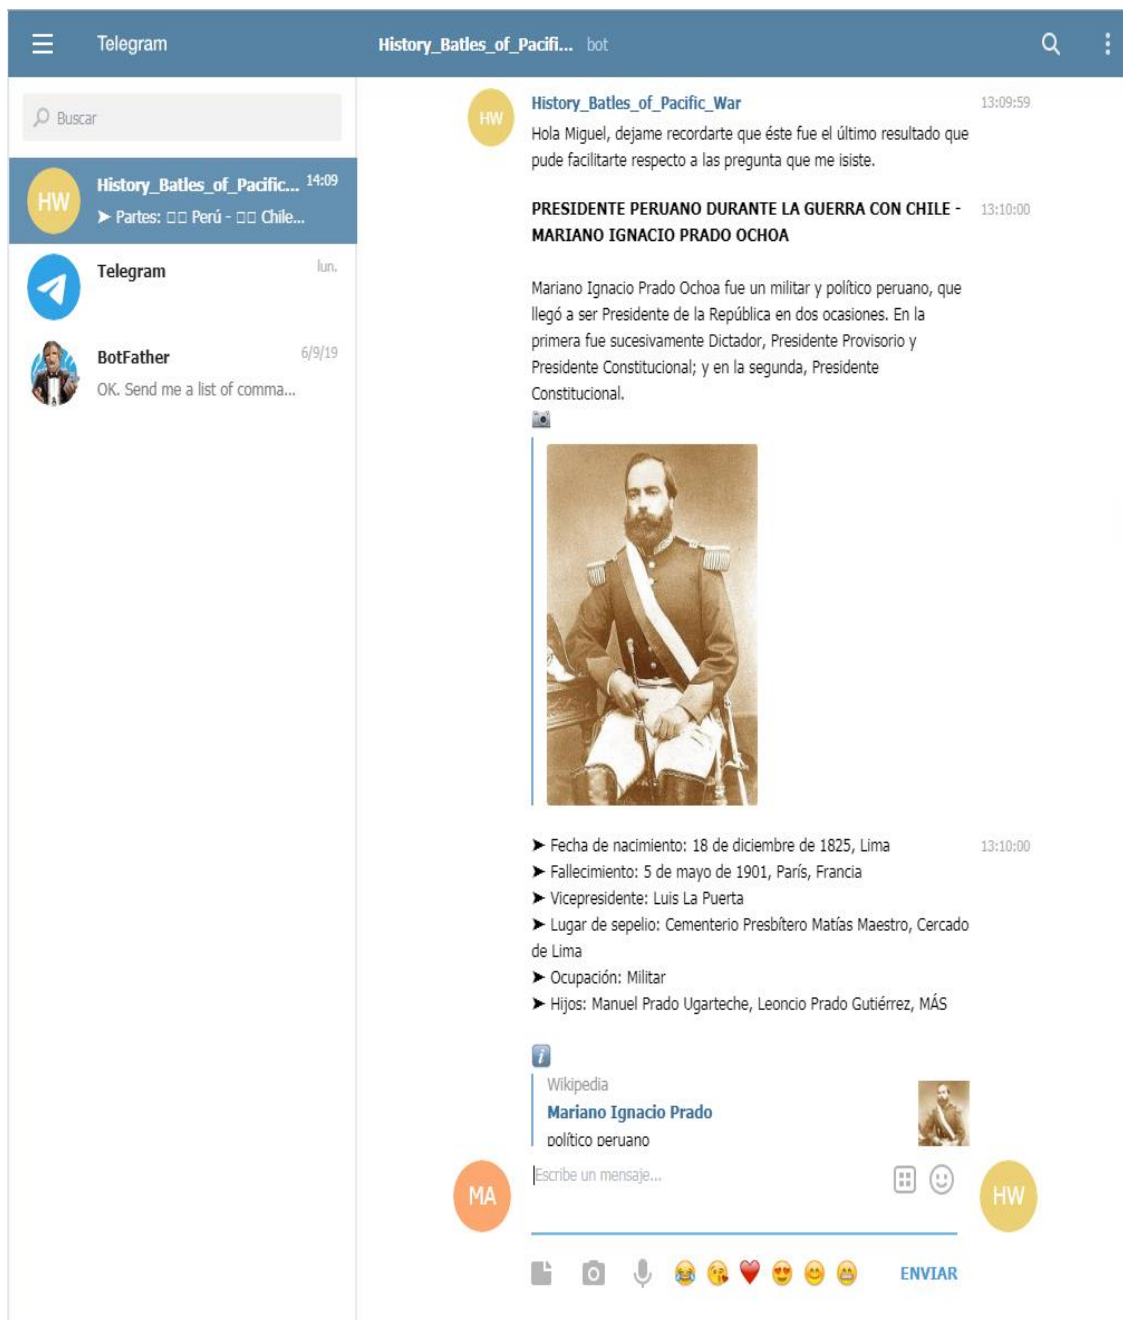 Telegram
History_Batles_of_Pacifi... bot
Buscar
HW
History_Batles_of_Pacific... 14:09
➤ Partes: □□ Perú - □□ Chile...
Telegram lun.
BotFather 6/9/19
OK. Send me a list of comma...
HW
History_Batles_of_Pacific_War 13:09:59
Hola Miguel, dejame recordarte que éste fue el último resultado que
pude facilitarte respecto a las pregunta que me isiste.
PRESIDENTE PERUANO DURANTE LA GUERRA CON CHILE - 13:10:00
MARIANO IGNACIO PRADO OCHOA
Mariano Ignacio Prado Ochoa fue un militar y político peruano, que
llegó a ser Presidente de la República en dos ocasiones. En la
primera fue sucesivamente Dictador, Presidente Provisorio y
Presidente Constitucional; y en la segunda, Presidente
Constitucional.
➤ Fecha de nacimiento: 18 de diciembre de 1825, Lima 13:10:00
➤ Fallecimiento: 5 de mayo de 1901, París, Francia
➤ Vicepresidente: Luis La Puerta
➤ Lugar de sepelio: Cementerio Presbítero Matías Maestro, Cercado
de Lima
➤ Ocupación: Militar
➤ Hijos: Manuel Prado Ugarteche, Leoncio Prado Gutiérrez, MÁS
Wikipedia
Mariano Ignacio Prado
político peruano
MA
Escribe un mensaje...
HW
ENVIAR